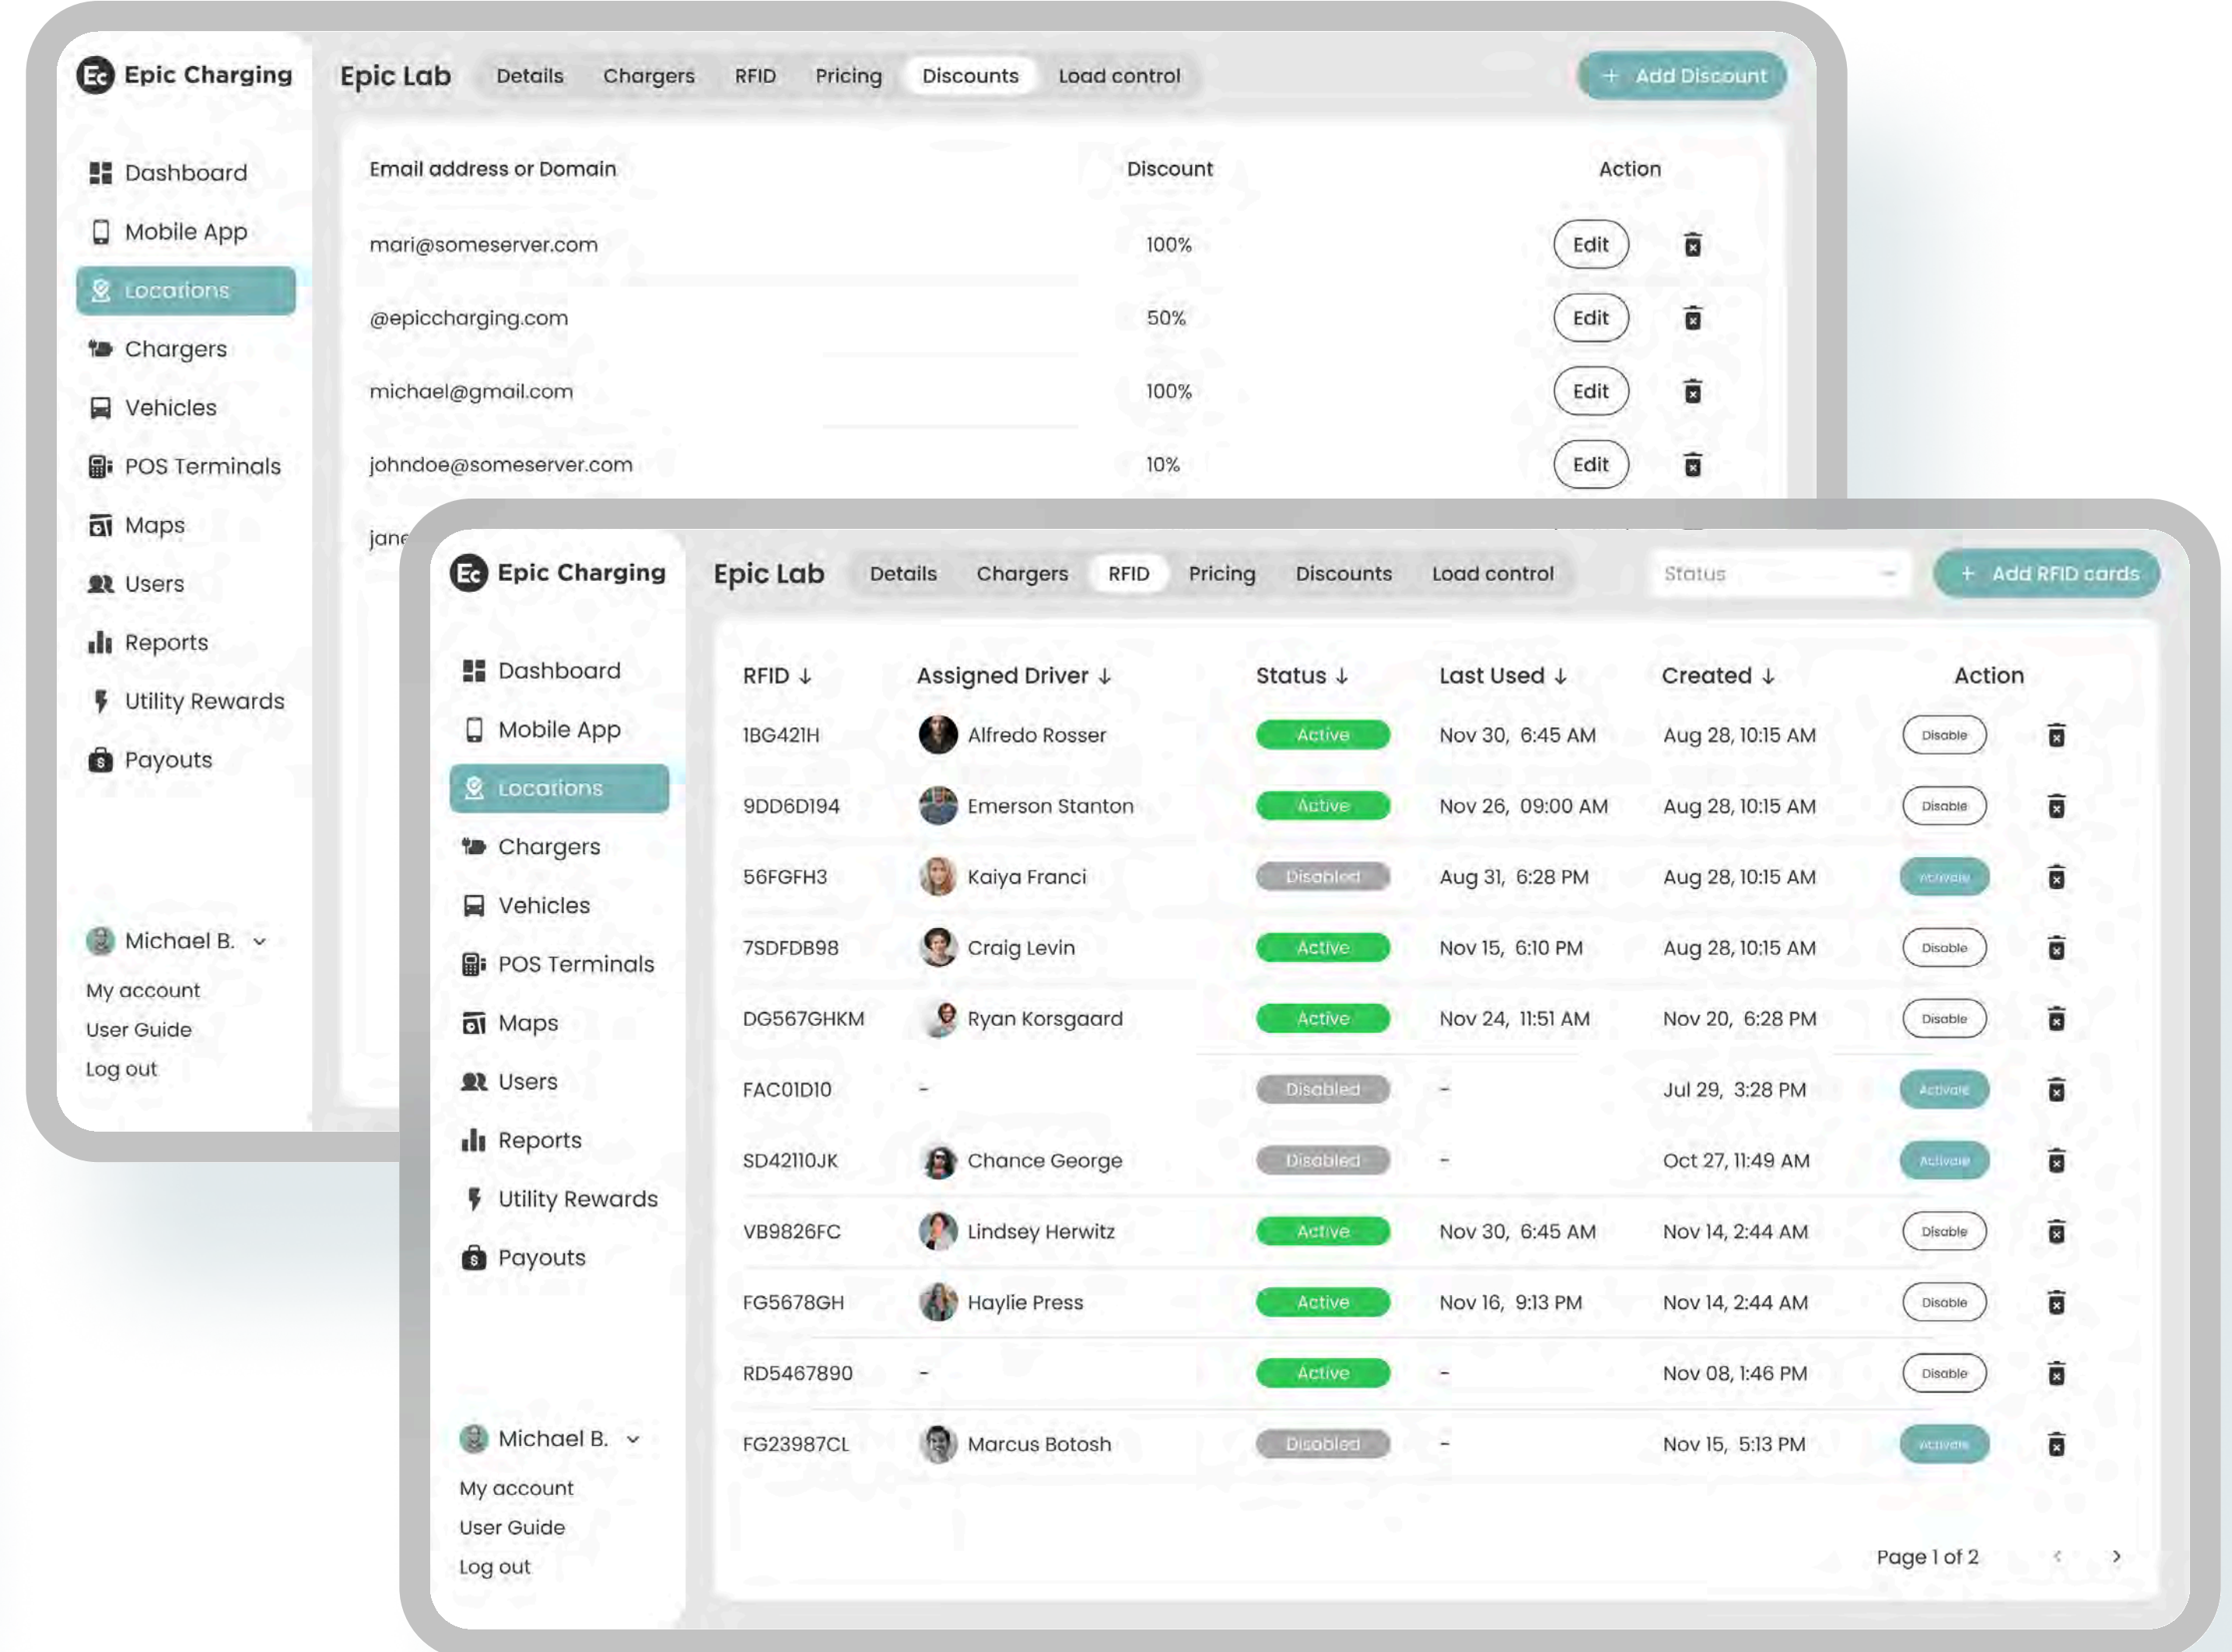 Ec Epic Charging
Epic Lab Details Chargers RFID Pricing Discounts Load control + Add Discount
Dashboard
Mobile App
Locations
Chargers
Vehicles
POS Terminals
Maps
Users
Reports
Utility Rewards
Payouts
Michael B.
My account
User Guide
Log out
Email address or Domain Discount Action
mari@someserver.com 100% Edit
@epiccharging.com 50% Edit
michael@gmail.com 100% Edit
johndoe@someserver.com 10% Edit
jane
Ec Epic Charging
Epic Lab Details Chargers RFID Pricing Discounts Load control Status + Add RFID cards
Dashboard
Mobile App
Locations
Chargers
Vehicles
POS Terminals
Maps
Users
Reports
Utility Rewards
Payouts
Michael B.
My account
User Guide
Log out
RFID ↓ Assigned Driver ↓ Status ↓ Last Used ↓ Created ↓ Action
1BG421H Alfredo Rosser Active Nov 30, 6:45 AM Aug 28, 10:15 AM Disable
9DD6D194 Emerson Stanton Active Nov 26, 09:00 AM Aug 28, 10:15 AM Disable
56FGFH3 Kaiya Franci Disabled Aug 31, 6:28 PM Aug 28, 10:15 AM Activate
7SDFDB98 Craig Levin Active Nov 15, 6:10 PM Aug 28, 10:15 AM Disable
DG567GHKM Ryan Korsgaard Active Nov 24, 11:51 AM Nov 20, 6:28 PM Disable
FAC01D10 - Disabled - Jul 29, 3:28 PM Activate
SD42110JK Chance George Disabled - Oct 27, 11:49 AM Activate
VB9826FC Lindsey Herwitz Active Nov 30, 6:45 AM Nov 14, 2:44 AM Disable
FG5678GH Haylie Press Active Nov 16, 9:13 PM Nov 14, 2:44 AM Disable
RD5467890 - Active - Nov 08, 1:46 PM Disable
FG23987CL Marcus Botosh Disabled - Nov 15, 5:13 PM Activate
Page 1 of 2 < >